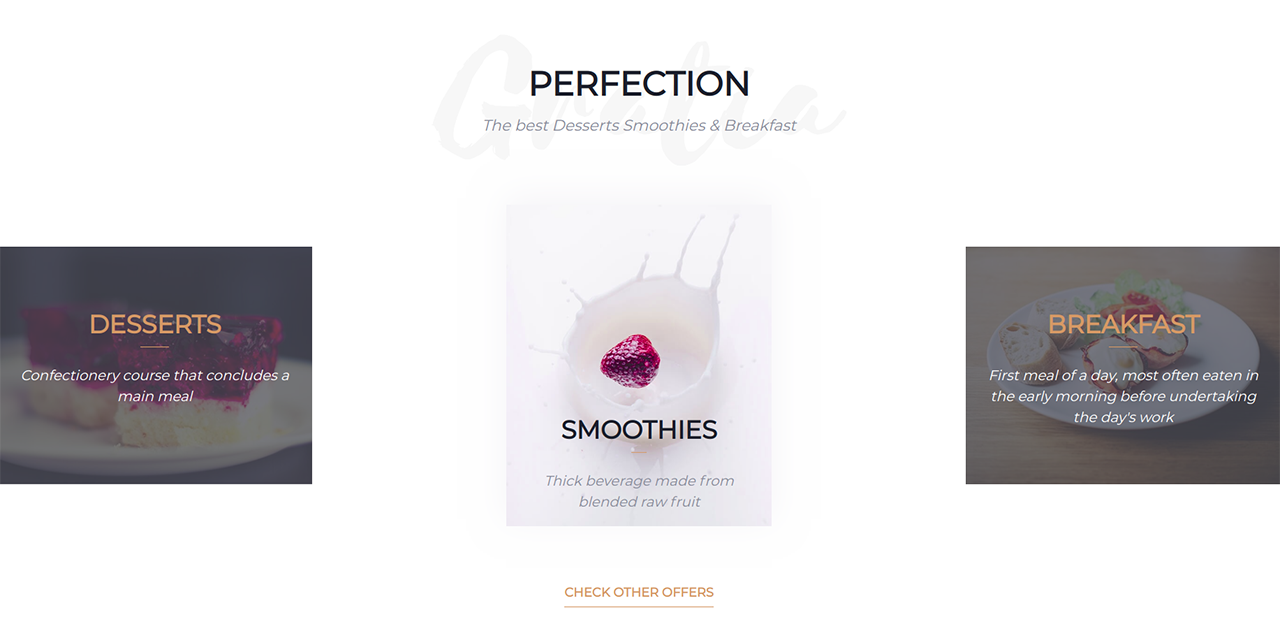 Gratia
PERFECTION
The best Desserts Smoothies & Breakfast
DESSERTS
Confectionery course that concludes a
main meal
SMOOTHIES
Thick beverage made from
blended raw fruit
BREAKFAST
First meal of a day, most often eaten in
the early morning before undertaking
the day's work
CHECK OTHER OFFERS